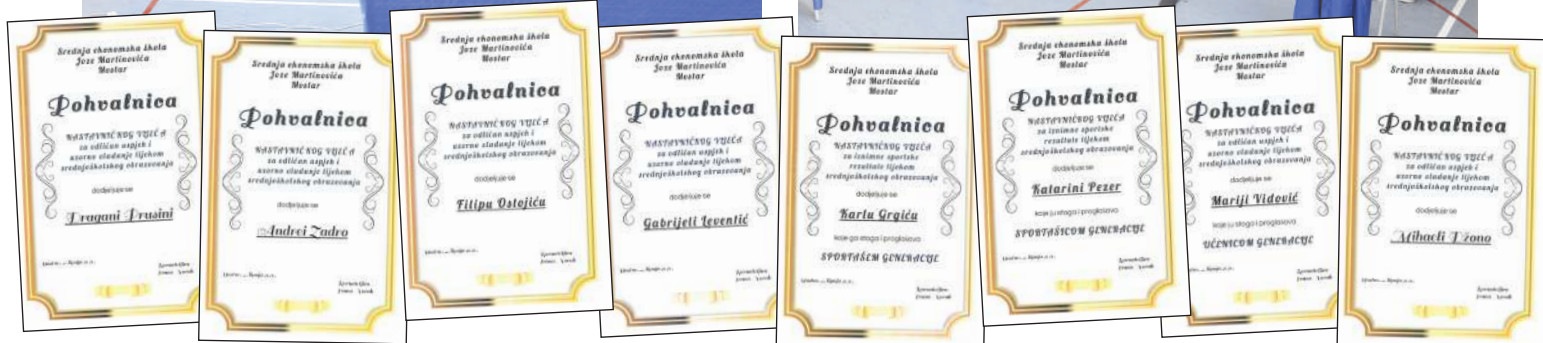 Srednja ekonomska škola
Joze Martinovića
Mostar
Pohvalnica
NASTAVNIČKOG VIJEĆA
za odličan uspjeh i
uzorno vladanje tijekom
srednjoškolskog obrazovanja
dodjeljuje se
Dragani Drusini
Srednja ekonomska škola
Joze Martinovića
Mostar
Pohvalnica
NASTAVNIČKOG VIJEĆA
za odličan uspjeh i
uzorno vladanje tijekom
srednjoškolskog obrazovanja
dodjeljuje se
Andrei Zadro
Srednja ekonomska škola
Joze Martinovića
Mostar
Pohvalnica
NASTAVNIČKOG VIJEĆA
za odličan uspjeh i
uzorno vladanje tijekom
srednjoškolskog obrazovanja
dodjeljuje se
Filipu Ostojiću
Srednja ekonomska škola
Joze Martinovića
Mostar
Pohvalnica
NASTAVNIČKOG VIJEĆA
za odličan uspjeh i
uzorno vladanje tijekom
srednjoškolskog obrazovanja
dodjeljuje se
Gabrijeli Leventić
Srednja ekonomska škola
Joze Martinovića
Mostar
Pohvalnica
NASTAVNIČKOG VIJEĆA
za iznimne sportske
rezultate tijekom
srednjoškolskog obrazovanja
dodjeljuje se
Karlu Grgiću
koje ga stoga i proglašava
SPORTAŠEM GENERACIJE
Srednja ekonomska škola
Joze Martinovića
Mostar
Pohvalnica
NASTAVNIČKOG VIJEĆA
za iznimne sportske
rezultate tijekom
srednjoškolskog obrazovanja
dodjeljuje se
Katarini Pezer
koje ju stoga i proglašava
SPORTAŠICOM GENERACIJE
Srednja ekonomska škola
Joze Martinovića
Mostar
Pohvalnica
NASTAVNIČKOG VIJEĆA
za odličan uspjeh i
uzorno vladanje tijekom
srednjoškolskog obrazovanja
dodjeljuje se
Mariji Vidović
koje ju stoga i proglašava
UČENICOM GENERACIJE
Srednja ekonomska škola
Joze Martinovića
Mostar
Pohvalnica
NASTAVNIČKOG VIJEĆA
za odličan uspjeh i
uzorno vladanje tijekom
srednjoškolskog obrazovanja
dodjeljuje se
Mihaeli Džono